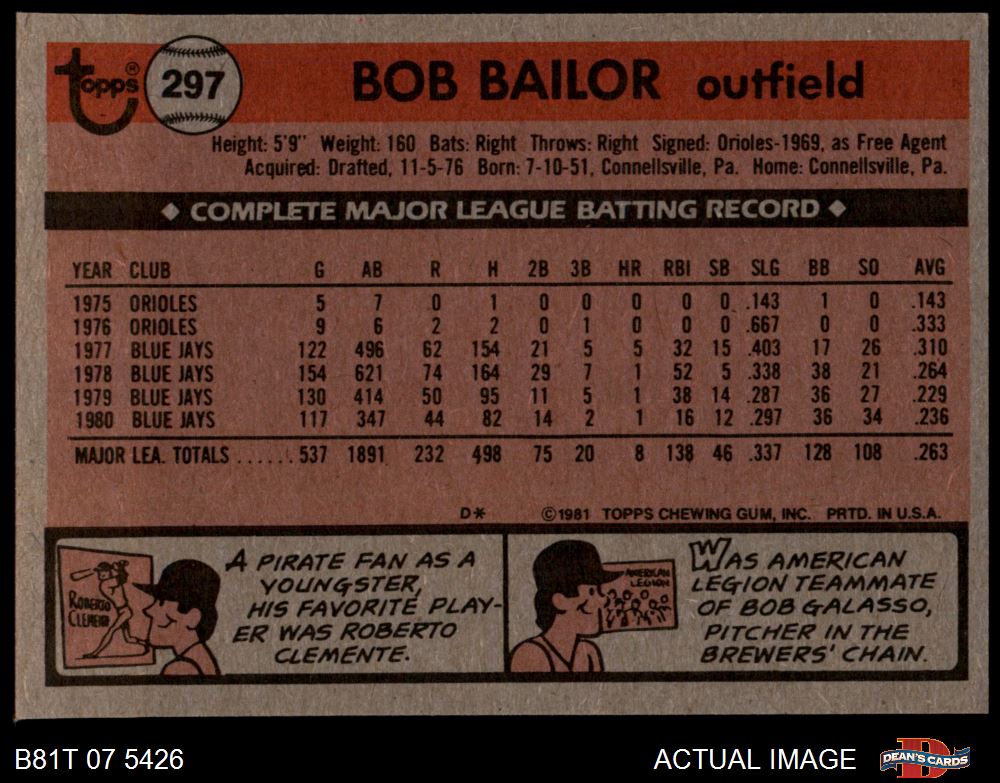 topps®
297
BOB BAILOR outfield
Height: 5'9" Weight: 160 Bats: Right Throws: Right Signed: Orioles-1969, as Free Agent
Acquired: Drafted, 11-5-76 Born: 7-10-51, Connellsville, Pa. Home: Connellsville, Pa.
◆ COMPLETE MAJOR LEAGUE BATTING RECORD ◆
YEAR CLUB G AB R H 2B 3B HR RBI SB SLG BB SO AVG
1975 ORIOLES 5 7 0 1 0 0 0 0 0 .143 1 0 .143
1976 ORIOLES 9 6 2 2 0 1 0 0 0 .667 0 0 .333
1977 BLUE JAYS 122 496 62 154 21 5 5 32 15 .403 17 26 .310
1978 BLUE JAYS 154 621 74 164 29 7 1 52 5 .338 38 21 .264
1979 BLUE JAYS 130 414 50 95 11 5 1 38 14 .287 36 27 .229
1980 BLUE JAYS 117 347 44 82 14 2 1 16 12 .297 36 34 .236
MAJOR LEA. TOTALS ...... 537 1891 232 498 75 20 8 138 46 .337 128 108 .263
D* ©1981 TOPPS CHEWING GUM, INC. PRTD. IN U.S.A.
ROBERTO
CLEMENTE
A PIRATE FAN AS A
YOUNGSTER,
HIS FAVORITE PLAY-
ER WAS ROBERTO
CLEMENTE.
AMERICAN
LEGION
WAS AMERICAN
LEGION TEAMMATE
OF BOB GALASSO,
PITCHER IN THE
BREWERS' CHAIN.
B81T 07 5426
ACTUAL IMAGE
D
DEAN'S CARDS